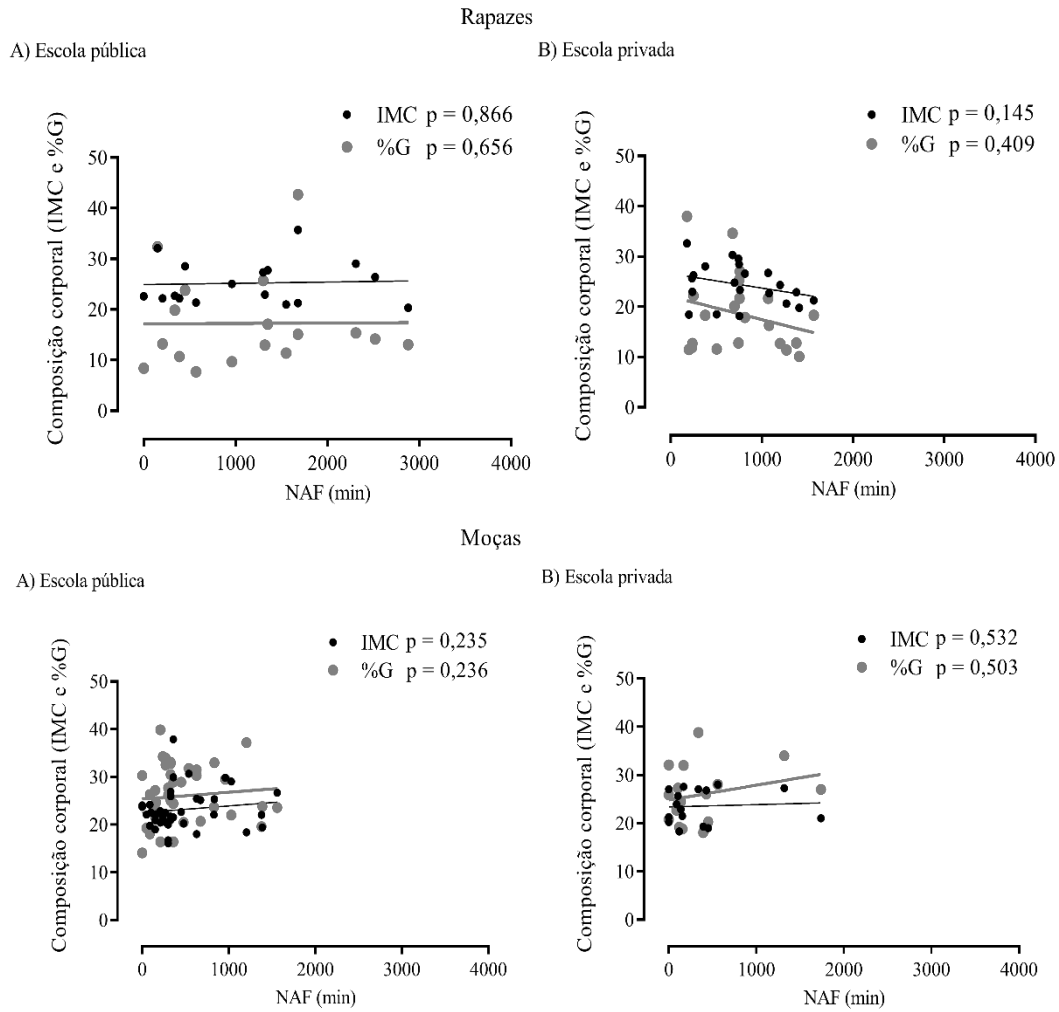 Rapazes
A) Escola pública
B) Escola privada
IMC p = 0,866
%G p = 0,656
Composição corporal (IMC e %G)
50
40
30
20
10
0
0 1000 2000 3000 4000
NAF (min)
IMC p = 0,145
%G p = 0,409
Composição corporal (IMC e %G)
50
40
30
20
10
0
0 1000 2000 3000 4000
NAF (min)
Moças
A) Escola pública
B) Escola privada
IMC p = 0,235
%G p = 0,236
Composição corporal (IMC e %G)
50
40
30
20
10
0
0 1000 2000 3000 4000
NAF (min)
IMC p = 0,532
%G p = 0,503
Composição corporal (IMC e %G)
50
40
30
20
10
0
0 1000 2000 3000 4000
NAF (min)